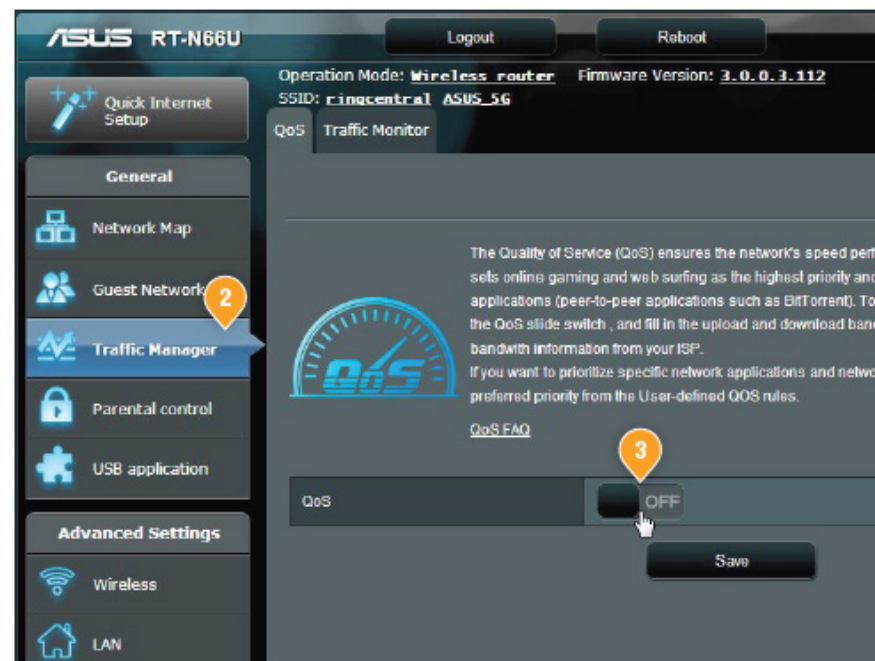 ASUS RT-N66U
Logout
Reboot
Quick Internet
Setup
Operation Mode: Wireless router Firmware Version: 3.0.0.3.112
SSID: ringcentral ASUS_5G
QoS
Traffic Monitor
General
Network Map
Guest Network
2
Traffic Manager
Parental control
USB application
The Quality of Service (QoS) ensures the network's speed perf
sets online gaming and web surfing as the highest priority and
applications (peer-to-peer applications such as BitTorrent). To
the QoS slide switch , and fill in the upload and download ban
bandwith information from your ISP.
If you want to prioritize specific network applications and netwo
preferred priority from the User-defined QOS rules.
QoS FAQ
QoS
3
QoS
OFF
Save
Advanced Settings
Wireless
LAN